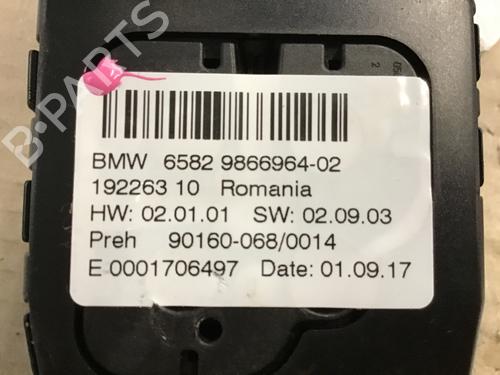 B-PARTS
BMW 6582 9866964-02
192263 10 Romania
HW: 02.01.01 SW: 02.09.03
Preh 90160-068/0014
E 0001706497 Date: 01.09.17